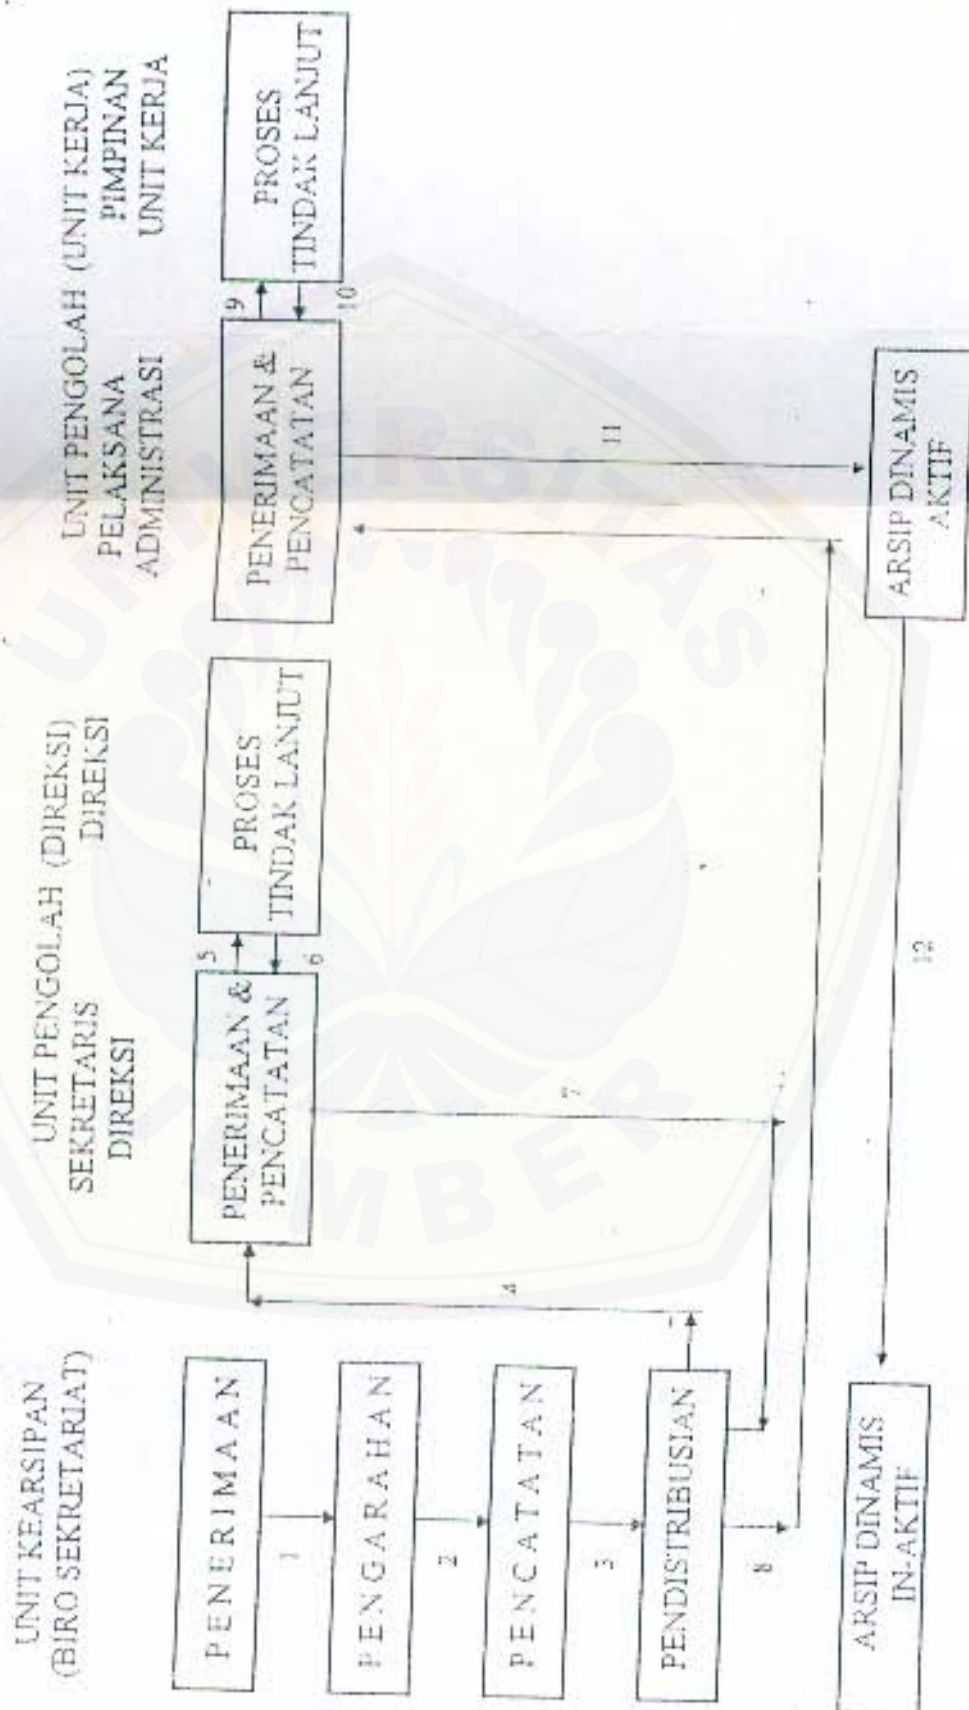 UNIT KEARSIPAN
(BIRO SEKRETARIAT)
UNIT PENGOLAH (DIREKSI)
SEKRETARIS DIREKSI
DIREKSI
UNIT PENGOLAH (UNIT KERJA)
PELAKSANA PIMPINAN
ADMINISTRASI UNIT KERJA
PENERIMAAN
1
PENGARAHAN
2
PENCATATAN
3
PENDISTRIBUSIAN
4
PENERIMAAN &
PENCATATAN
5
6
PROSES
TINDAK LANJUT
7
8
PENERIMAAN &
PENCATATAN
9
10
PROSES
TINDAK LANJUT
11
ARSIP DINAMIS
AKTIF
12
ARSIP DINAMIS
IN-AKTIF
UNIVERSITAS
JEMBER